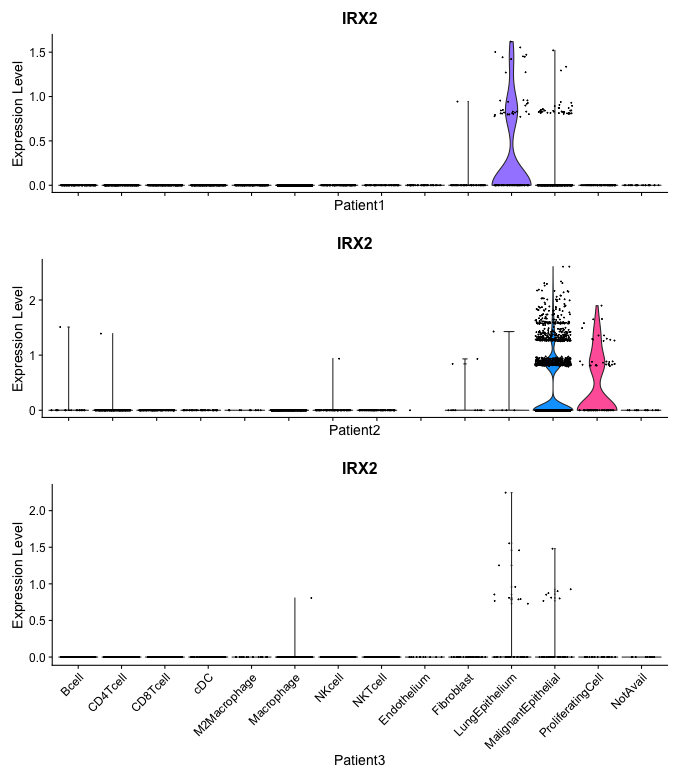 IRX2
Expression Level
1.5
1.0
0.5
0.0
Patient1
IRX2
Expression Level
2
1
0
Patient2
IRX2
Expression Level
2.0
1.5
1.0
0.5
0.0
Bcell
CD4Tcell
CD8Tcell
cDC
M2Macrophage
Macrophage
NKcell
NKTcell
Endothelium
Fibroblast
LungEpithelium
MalignantEpithelial
ProliferatingCell
NotAvail
Patient3